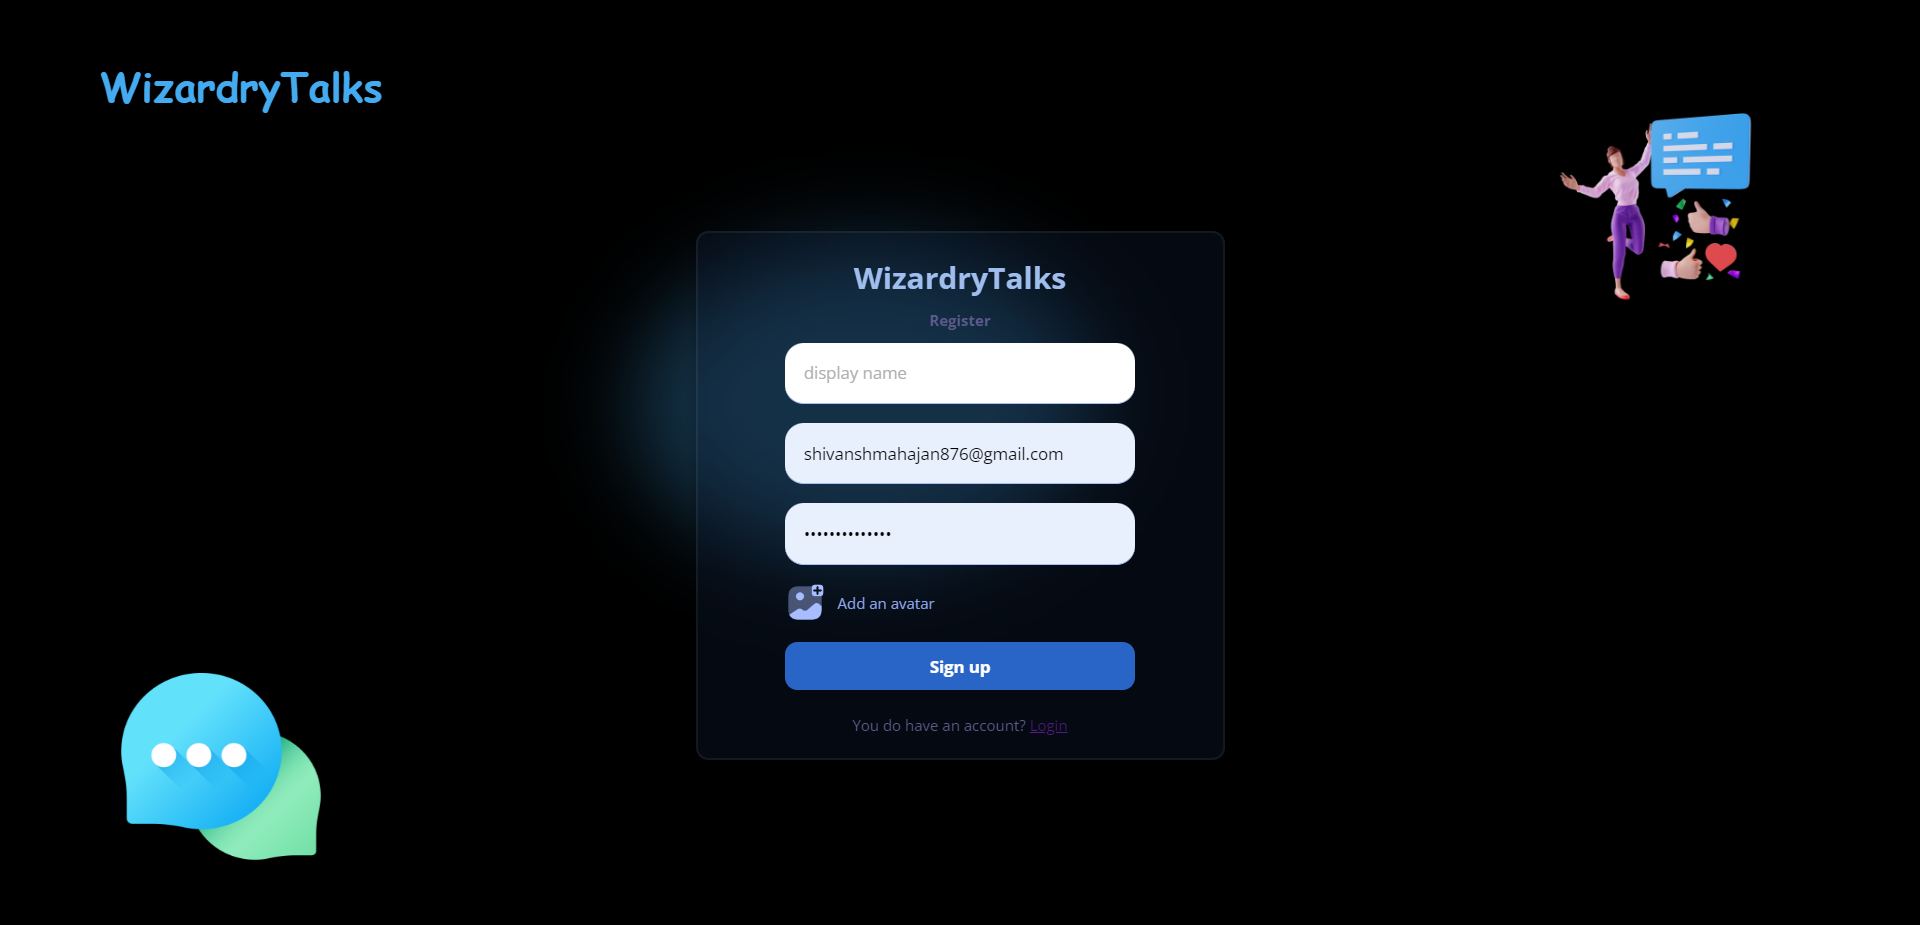 WizardryTalks
WizardryTalks
Register
display name
shivanshmahajan876@gmail.com
••••••••••••••
Add an avatar
Sign up
You do have an account? Login